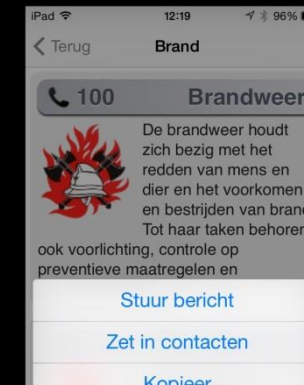 iPad 12:19 96%
Terug Brand
100 Brandweer
De brandweer houdt
zich bezig met het
redden van mens en
dier en het voorkomen
en bestrijden van brand
Tot haar taken behoren
ook voorlichting, controle op
preventieve maatregelen en
Stuur bericht
Zet in contacten
Kopieer